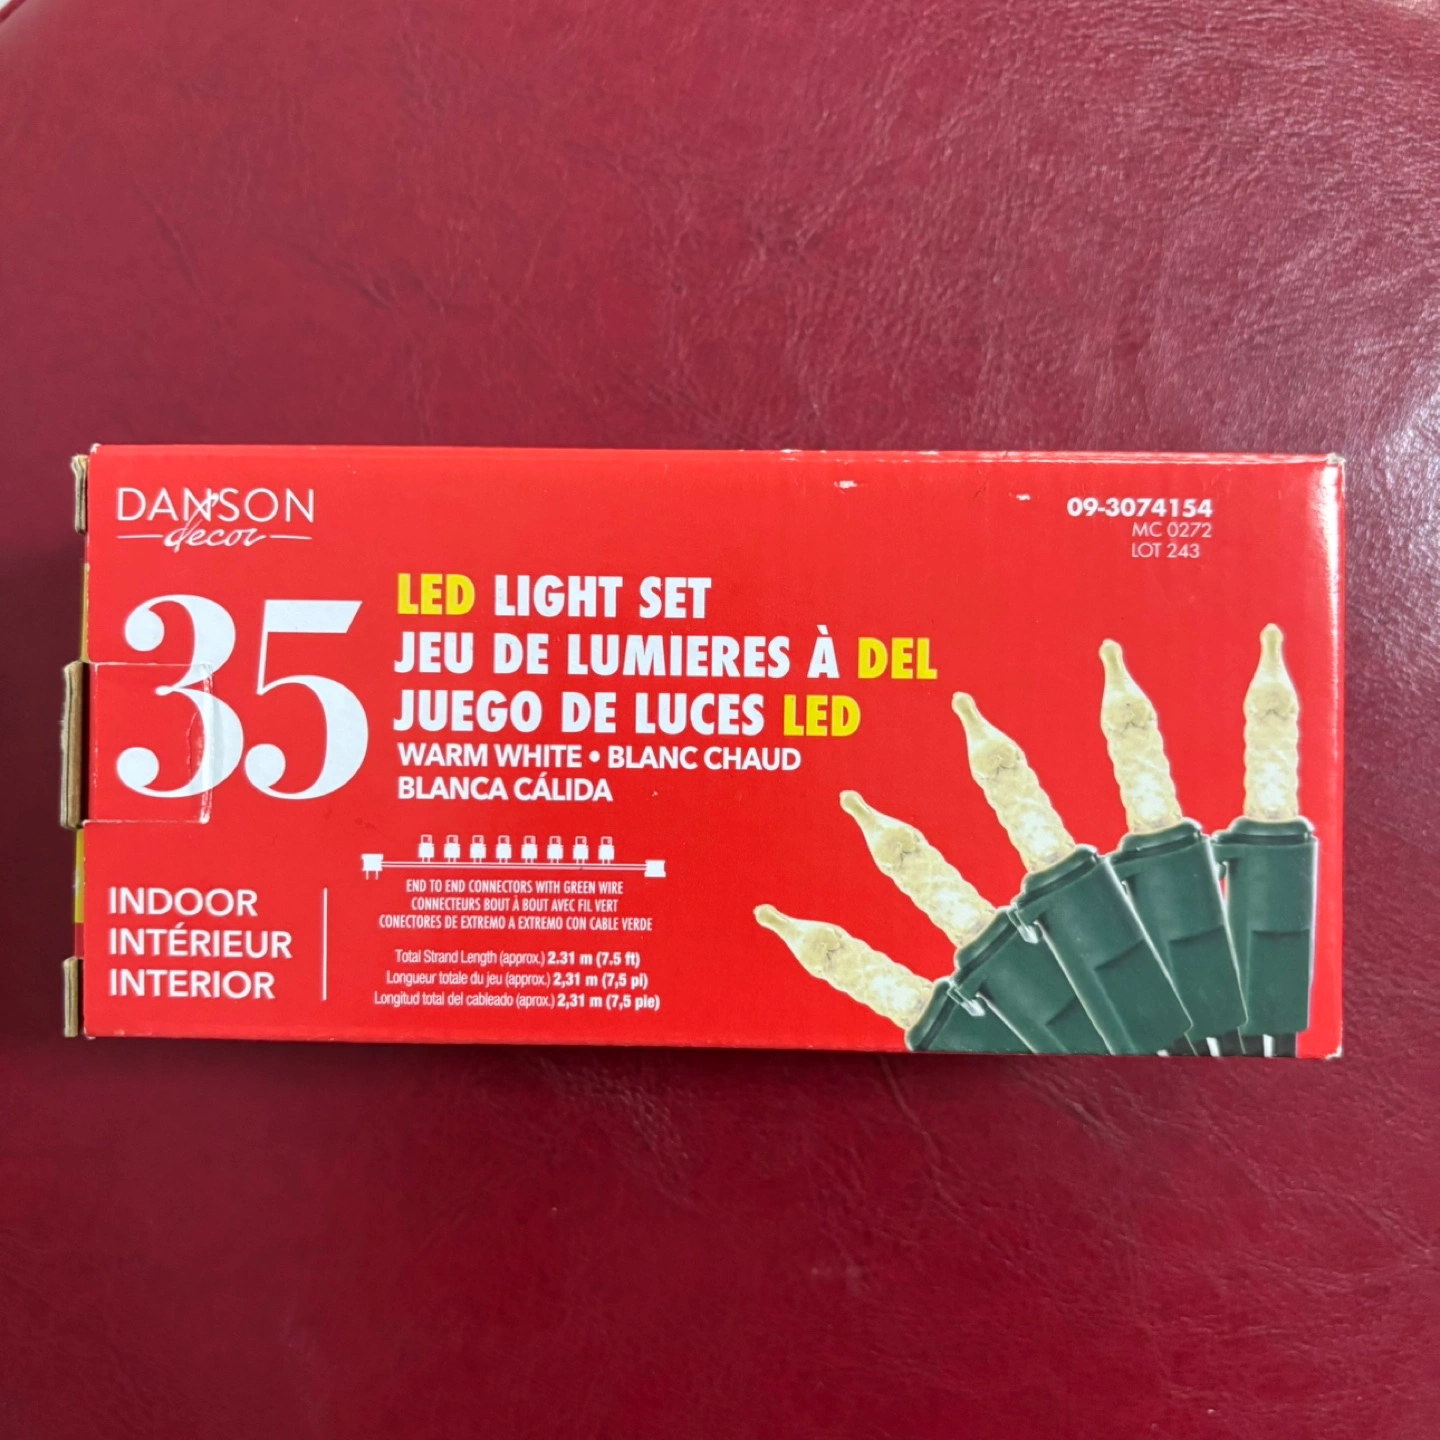 DANSON
decor
09-3074154
MC 0272
LOT 243
35
LED LIGHT SET
JEU DE LUMIERES À DEL
JUEGO DE LUCES LED
WARM WHITE • BLANC CHAUD
BLANCA CÁLIDA
INDOOR
INTÉRIEUR
INTERIOR
END TO END CONNECTORS WITH GREEN WIRE
CONNECTEURS BOUT À BOUT AVEC FIL VERT
CONECTORES DE EXTREMO A EXTREMO CON CABLE VERDE
Total Strand Length (approx.) 2.31 m (7.5 ft)
Longueur totale du jeu (approx.) 2,31 m (7,5 pi)
Longitud total del cableado (aprox.) 2,31 m (7,5 pie)